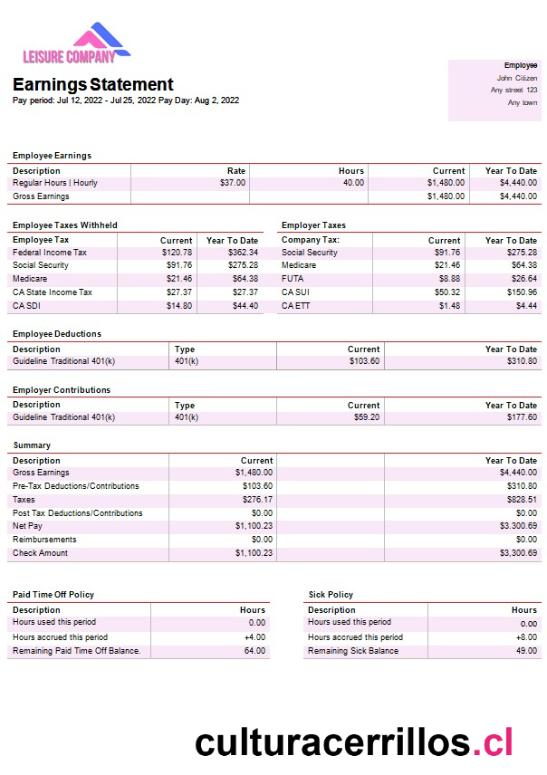 LEISURE COMPANY
Earnings Statement
Pay period: Jul 12, 2022 - Jul 25, 2022 Pay Day: Aug 2, 2022
Employee
John Citizen
Any street 123
Any town
Employee Earnings
Description Rate Hours Current Year To Date
Regular Hours | Hourly $37.00 40.00 $1,480.00 $4,440.00
Gross Earnings $1,480.00 $4,440.00
Employee Taxes Withheld
Employee Tax Current Year To Date
Federal Income Tax $120.78 $362.34
Social Security $91.76 $275.28
Medicare $21.46 $64.38
CA State Income Tax $27.37 $27.37
CA SDI $14.80 $44.40
Employer Taxes
Company Tax: Current Year To Date
Social Security $91.76 $275.28
Medicare $21.46 $64.38
FUTA $8.88 $26.64
CA SUI $50.32 $150.96
CA ETT $1.48 $4.44
Employee Deductions
Description Type Current Year To Date
Guideline Traditional 401(k) 401(k) $103.60 $310.80
Employer Contributions
Description Type Current Year To Date
Guideline Traditional 401(k) 401(k) $59.20 $177.60
Summary
Description Current Year To Date
Gross Earnings $1,480.00 $4,440.00
Pre-Tax Deductions/Contributions $103.60 $310.80
Taxes $276.17 $828.51
Post Tax Deductions/Contributions $0.00 $0.00
Net Pay $1,100.23 $3.300.69
Reimbursements $0.00 $0.00
Check Amount $1,100.23 $3,300.69
Paid Time Off Policy
Description Hours
Hours used this period 0.00
Hours accrued this period +4.00
Remaining Paid Time Off Balance. 64.00
Sick Policy
Description Hours
Hours used this period 0.00
Hours accrued this period +8.00
Remaining Sick Balance 49.00
culturacerrillos.cl